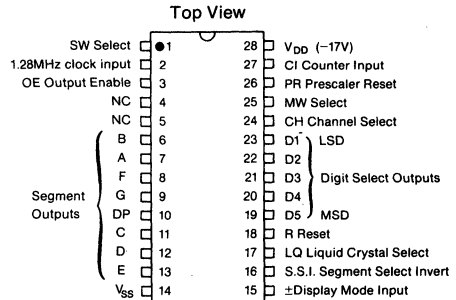 Top View
SW Select 1 28 VDD (−17V)
1.28MHz clock input 2 27 CI Counter Input
OE Output Enable 3 26 PR Prescaler Reset
NC 4 25 MW Select
NC 5 24 CH Channel Select
B 6 23 D1 LSD
A 7 22 D2
F 8 21 D3 Digit Select Outputs
Segment Outputs
G 9 20 D4
DP 10 19 D5 MSD
C 11 18 R Reset
D 12 17 LQ Liquid Crystal Select
E 13 16 S.S.I. Segment Select Invert
VSS 14 15 ±Display Mode Input